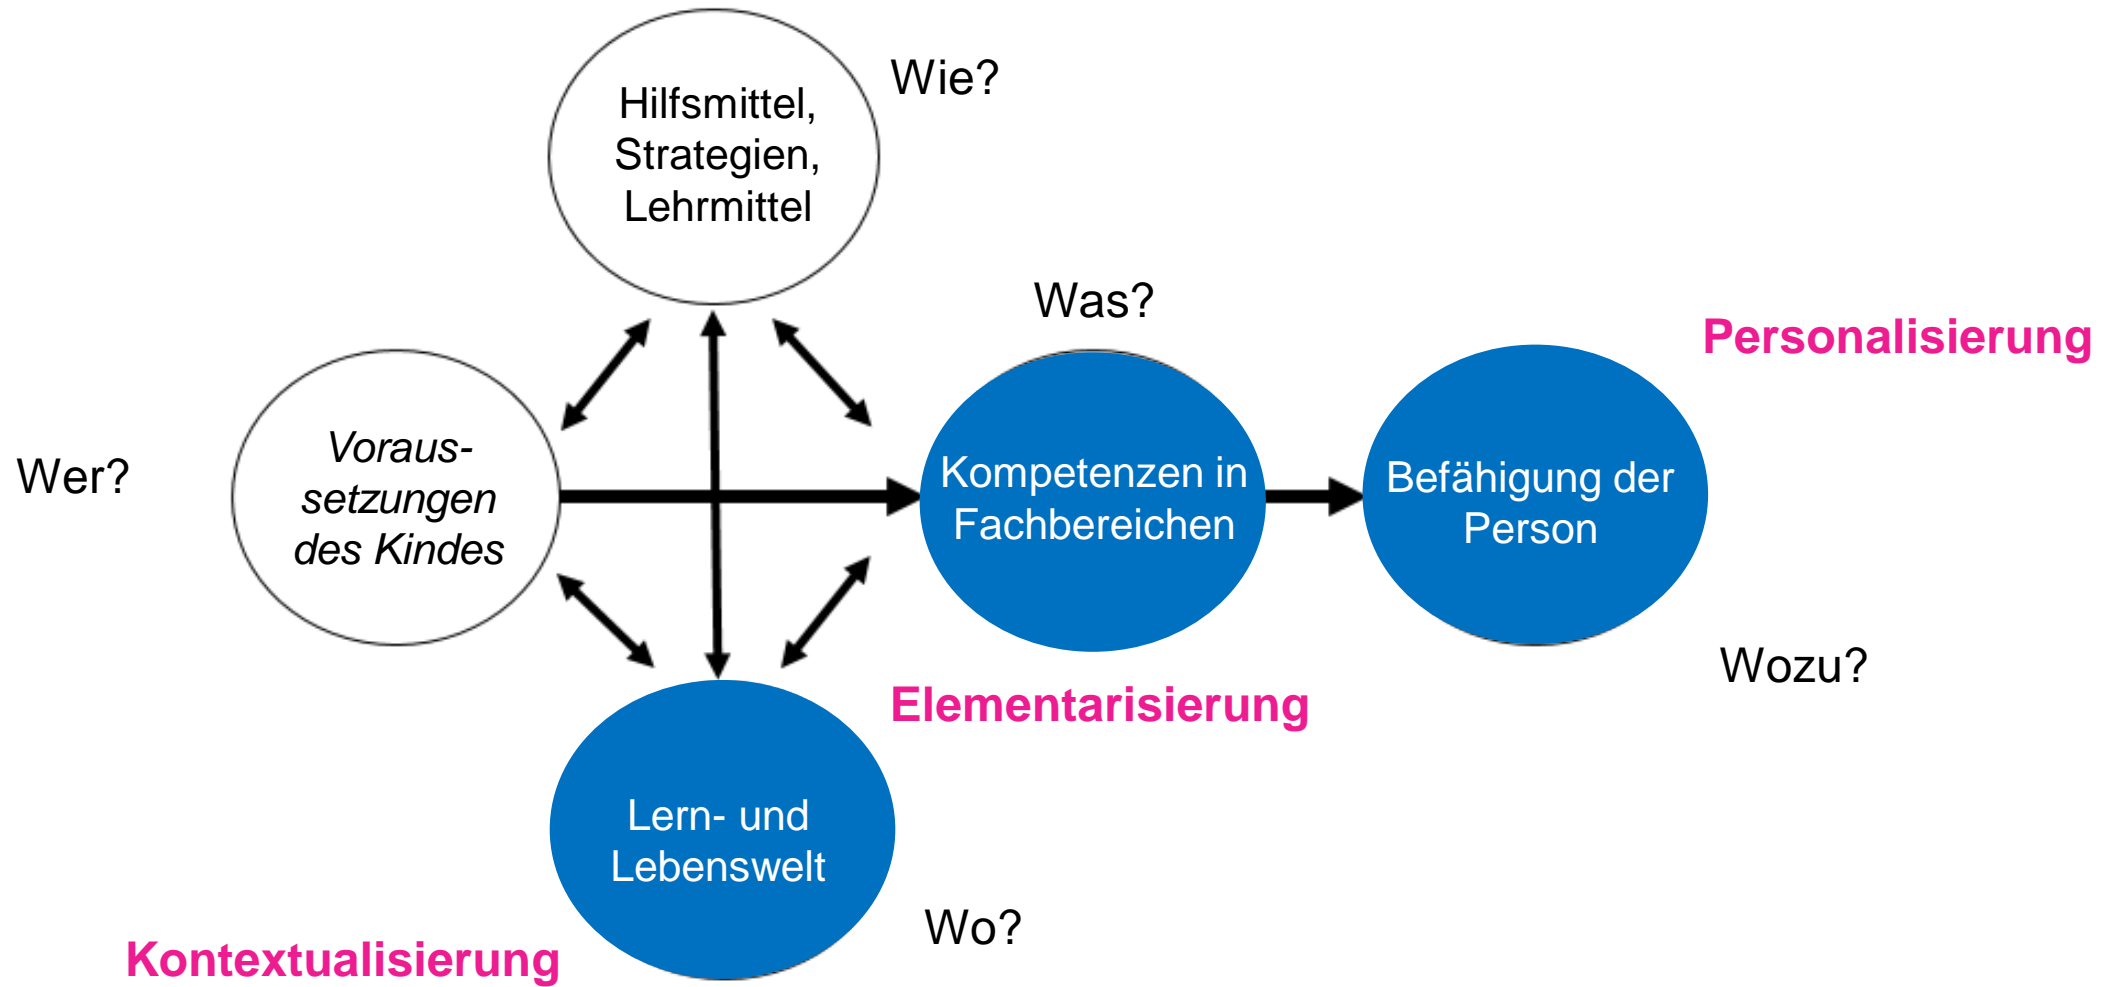 Wie?
Hilfsmittel,
Strategien,
Lehrmittel
Was?
Personalisierung
Wer?
Voraus-
setzungen
des Kindes
Kompetenzen in
Fachbereichen
Befähigung der
Person
Wozu?
Elementarisierung
Lern- und
Lebenswelt
Wo?
Kontextualisierung